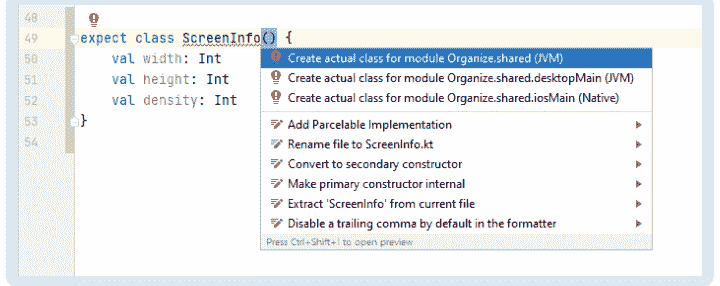 48
49 expect class ScreenInfo() {
50 val width: Int
51 val height: Int
52 val density: Int
53 }
54
Create actual class for module Organize.shared (JVM)
Create actual class for module Organize.shared.desktopMain (JVM)
Create actual class for module Organize.shared.iosMain (Native)
Add Parcelable Implementation
Rename file to ScreenInfo.kt
Convert to secondary constructor
Make primary constructor internal
Extract 'ScreenInfo' from current file
Disable a trailing comma by default in the formatter
Press Ctrl+Shift+I to open preview